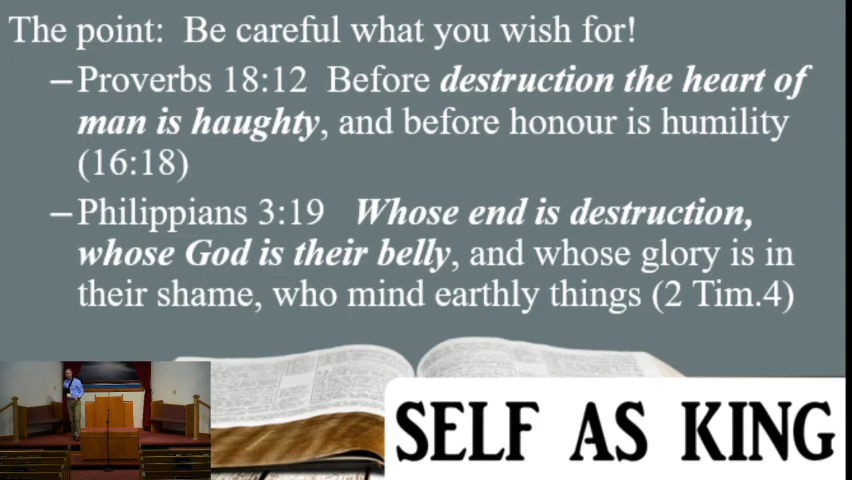 The point:  Be careful what you wish for!
–Proverbs 18:12  Before destruction the heart of
man is haughty, and before honour is humility
(16:18)
–Philippians 3:19   Whose end is destruction,
whose God is their belly, and whose glory is in
their shame, who mind earthly things (2 Tim.4)
SELF AS KING